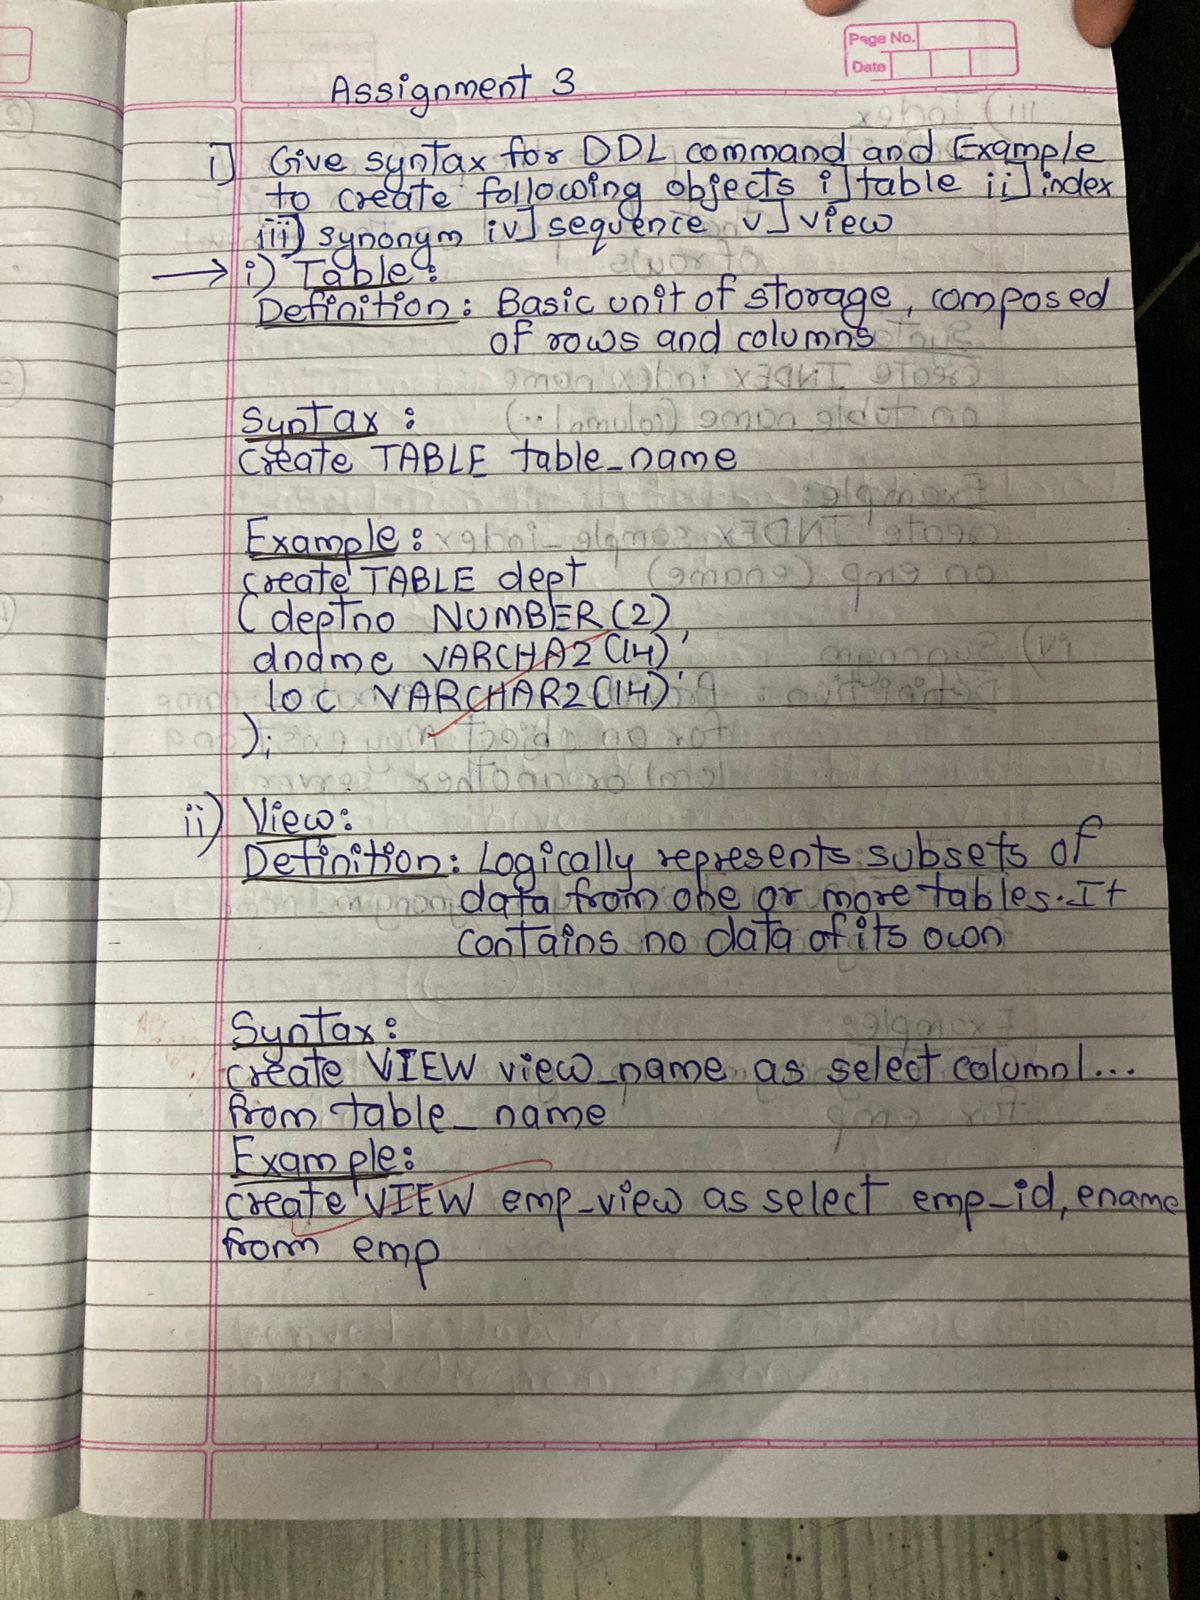 Page No.
Date
Assignment 3
i] Give syntax for DDL command and Example
to create following objects i] table ii] index
iii) synonym iv] sequence v] view
→ i) Table:
Definition: Basic unit of storage, composed
of rows and columns
Syntax:
create TABLE table_name
Example:
create TABLE dept
(deptno NUMBER(2),
dndme VARCHA2(14),
loc VARCHAR2(14)
);
ii) View:
Definition: Logically represents subsets of
data from one or more tables. It
contains no data of its own
Syntax:
create VIEW view_name as select column1...
from table_name
Example:
create VIEW emp_view as select emp_id, ename
from emp